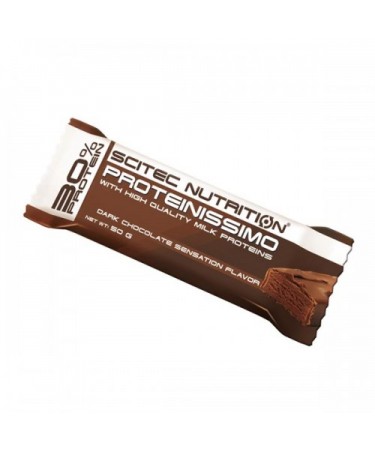 30%
PROTEIN
SCITEC NUTRITION®
PROTEINISSIMO
WITH HIGH QUALITY MILK PROTEINS
DARK CHOCOLATE SENSATION FLAVOR
NET WT: 50 G